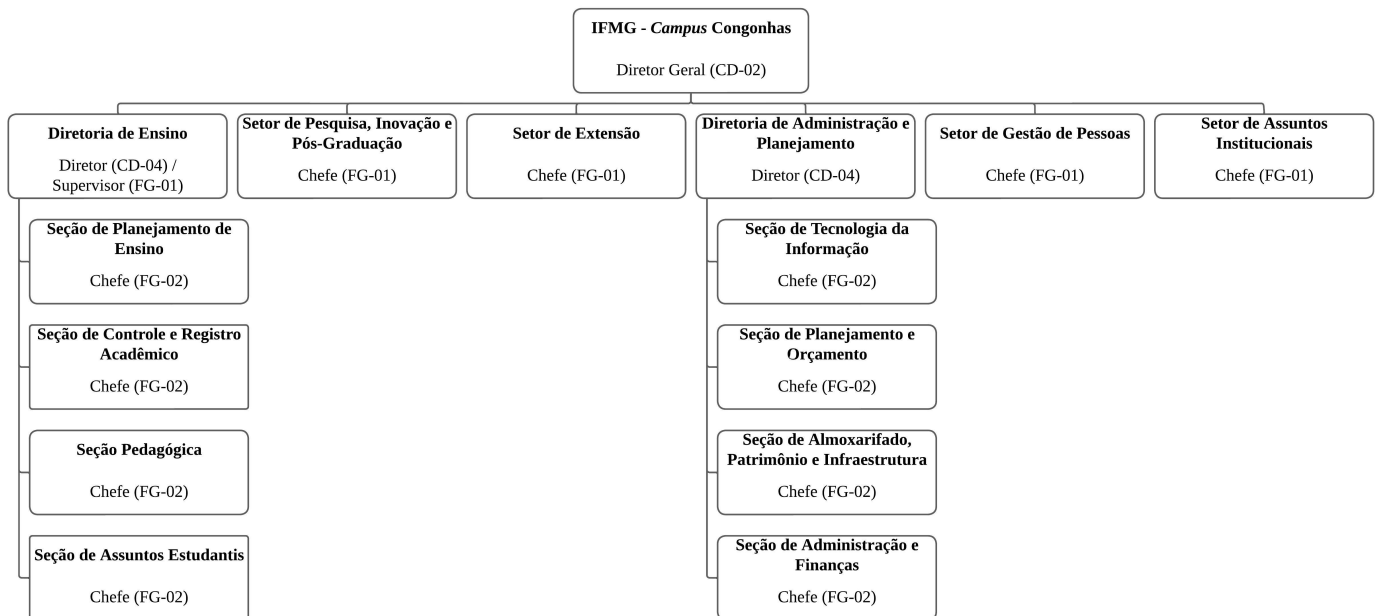 IFMG - Campus Congonhas
Diretor Geral (CD-02)
Diretoria de Ensino
Diretor (CD-04) /
Supervisor (FG-01)
Setor de Pesquisa, Inovação e
Pós-Graduação
Chefe (FG-01)
Setor de Extensão
Chefe (FG-01)
Diretoria de Administração e
Planejamento
Diretor (CD-04)
Setor de Gestão de Pessoas
Chefe (FG-01)
Setor de Assuntos
Institucionais
Chefe (FG-01)
Seção de Planejamento de
Ensino
Chefe (FG-02)
Seção de Controle e Registro
Acadêmico
Chefe (FG-02)
Seção Pedagógica
Chefe (FG-02)
Seção de Assuntos Estudantis
Chefe (FG-02)
Seção de Tecnologia da
Informação
Chefe (FG-02)
Seção de Planejamento e
Orçamento
Chefe (FG-02)
Seção de Almoxarifado,
Patrimônio e Infraestrutura
Chefe (FG-02)
Seção de Administração e
Finanças
Chefe (FG-02)